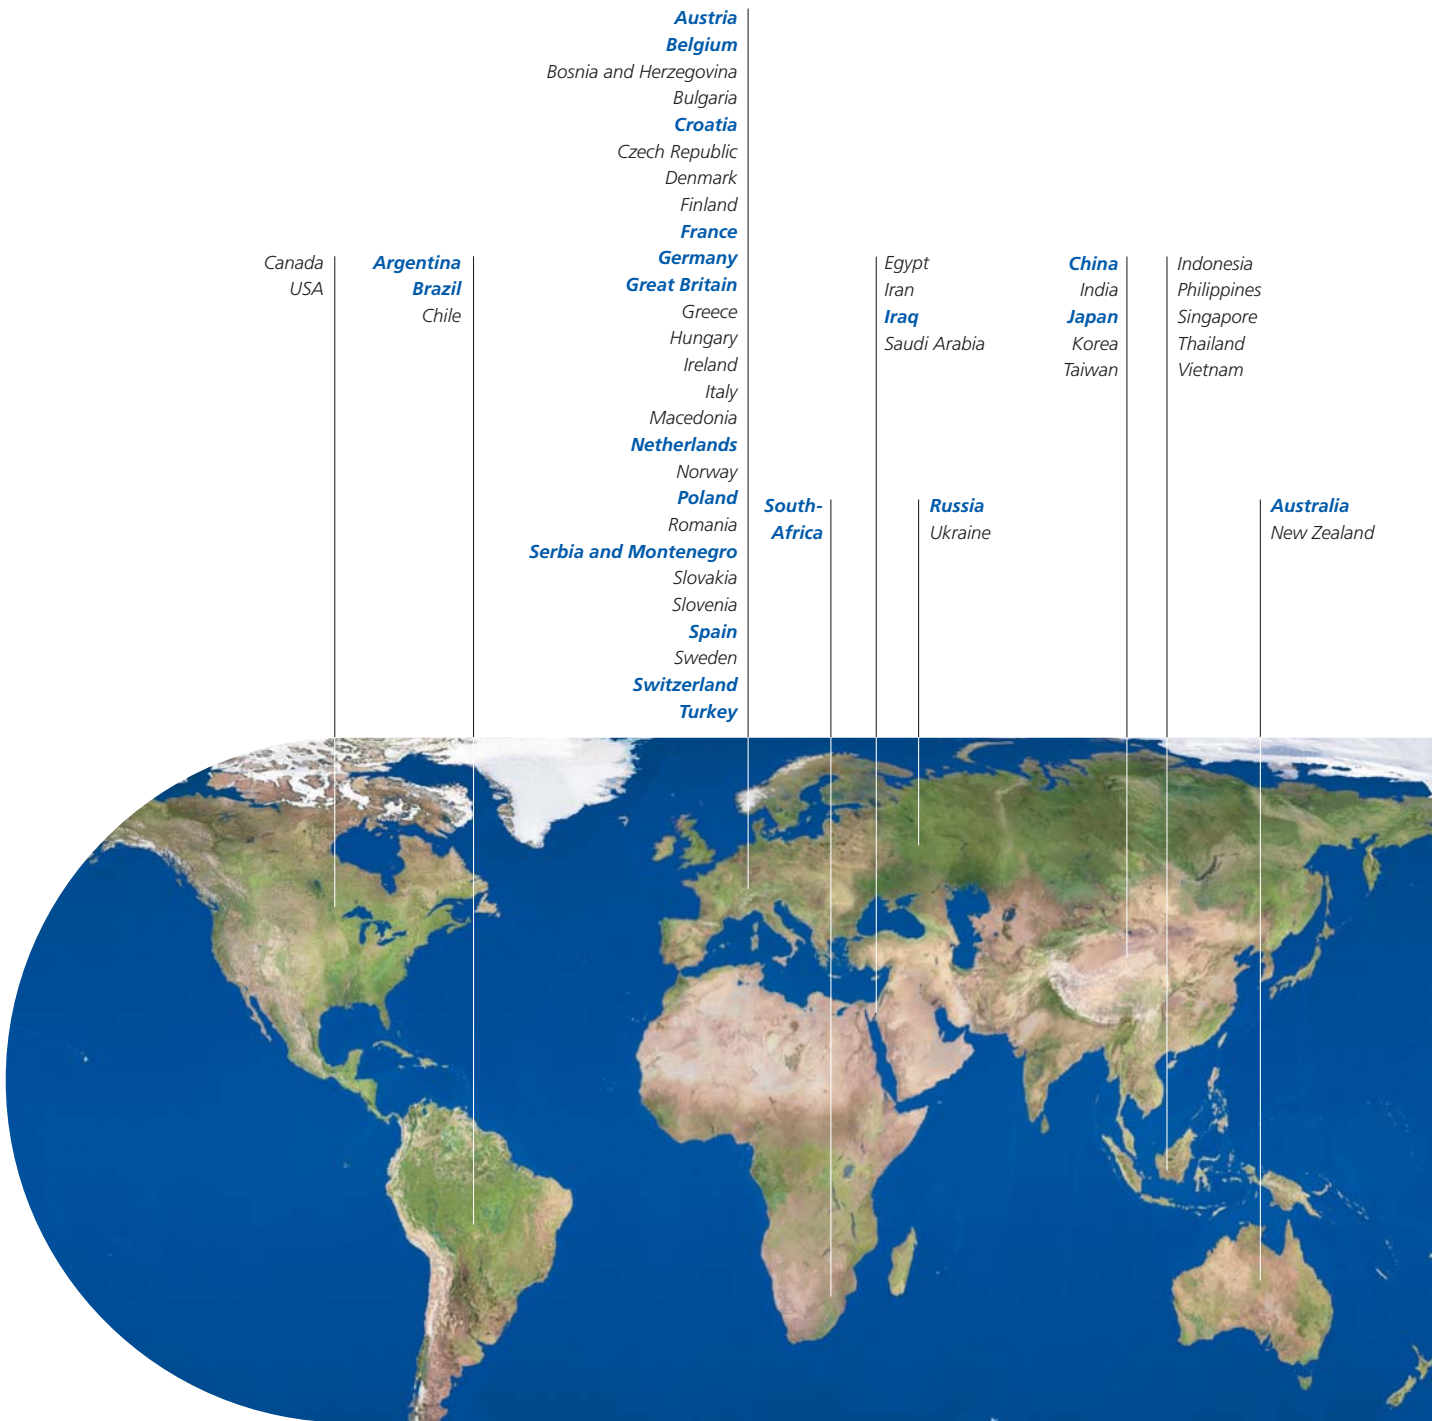 Austria
Belgium
Bosnia and Herzegovina
Bulgaria
Croatia
Czech Republic
Denmark
Finland
France
Germany
Great Britain
Greece
Hungary
Ireland
Italy
Macedonia
Netherlands
Norway
Poland
Romania
Serbia and Montenegro
Slovakia
Slovenia
Spain
Sweden
Switzerland
Turkey
Canada
USA
Argentina
Brazil
Chile
South-
Africa
Egypt
Iran
Iraq
Saudi Arabia
Russia
Ukraine
China
India
Japan
Korea
Taiwan
Indonesia
Philippines
Singapore
Thailand
Vietnam
Australia
New Zealand